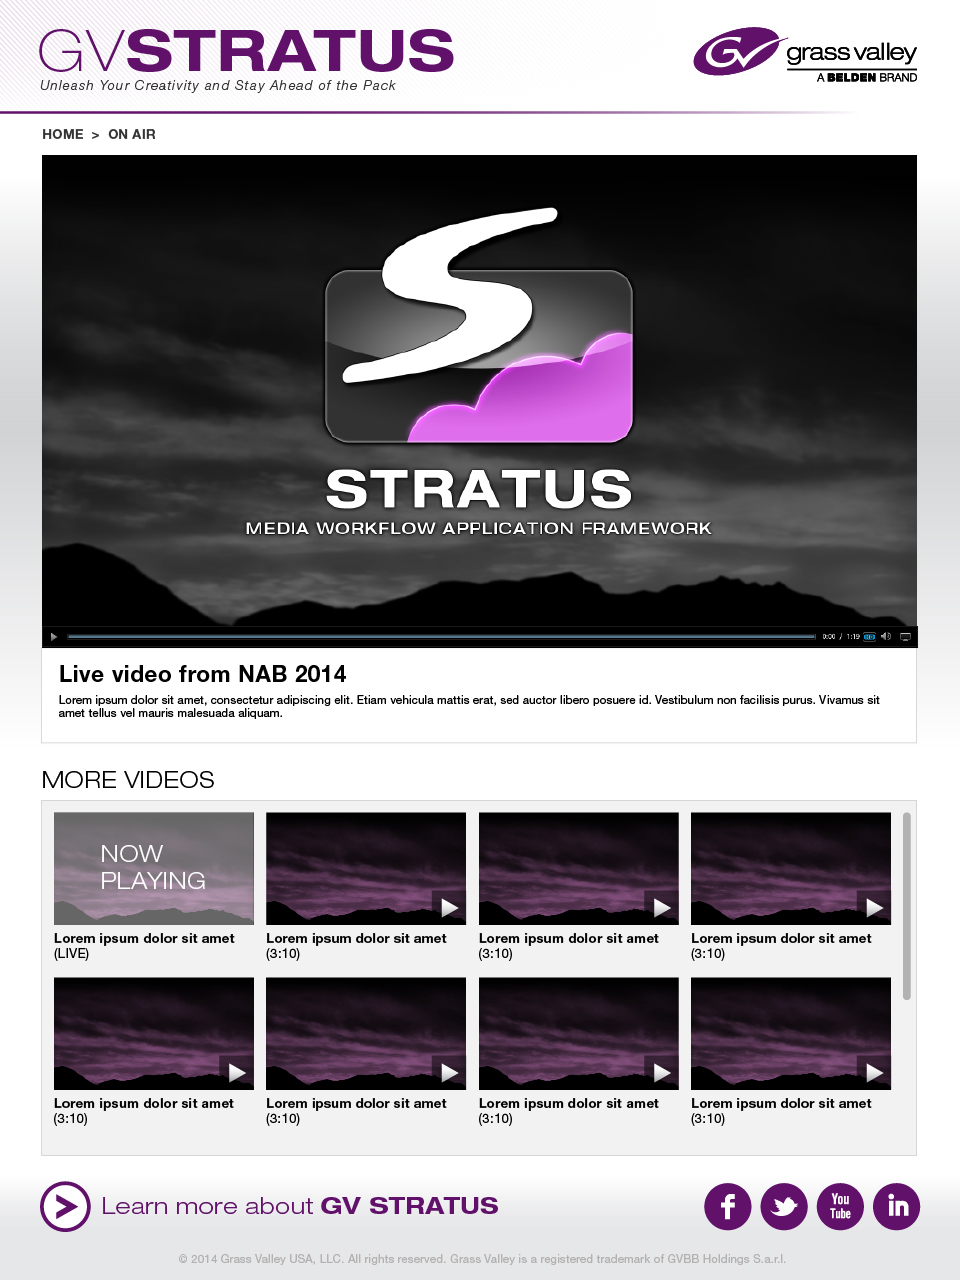 GVSTRATUS
Unleash Your Creativity and Stay Ahead of the Pack
GV grass valley
A BELDEN BRAND
HOME > ON AIR
STRATUS
MEDIA WORKFLOW APPLICATION FRAMEWORK
0:00 / 1:19 HD
Live video from NAB 2014
Lorem ipsum dolor sit amet, consectetur adipiscing elit. Etiam vehicula mattis erat, sed auctor libero posuere id. Vestibulum non facilisis purus. Vivamus sit
amet tellus vel mauris malesuada aliquam.
MORE VIDEOS
NOW
PLAYING
Lorem ipsum dolor sit amet Lorem ipsum dolor sit amet Lorem ipsum dolor sit amet Lorem ipsum dolor sit amet
(LIVE) (3:10) (3:10) (3:10)
Lorem ipsum dolor sit amet Lorem ipsum dolor sit amet Lorem ipsum dolor sit amet Lorem ipsum dolor sit amet
(3:10) (3:10) (3:10) (3:10)
Learn more about GV STRATUS
f You in
Tube
© 2014 Grass Valley USA, LLC. All rights reserved. Grass Valley is a registered trademark of GVBB Holdings S.a.r.l.